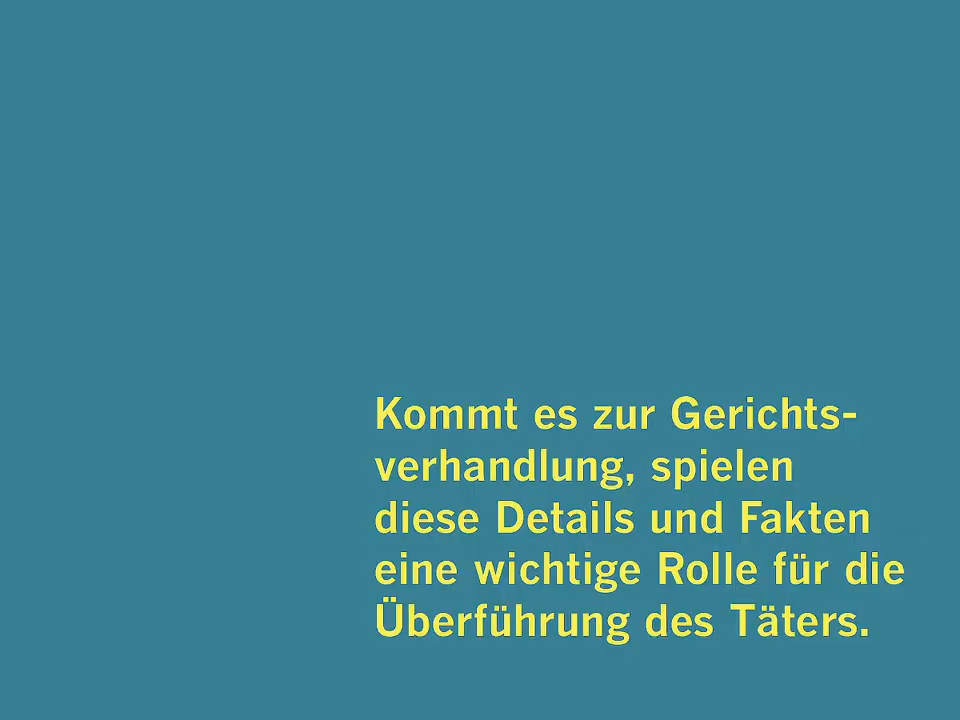 Kommt es zur Gerichts-
verhandlung, spielen
diese Details und Fakten
eine wichtige Rolle für die
Überführung des Täters.